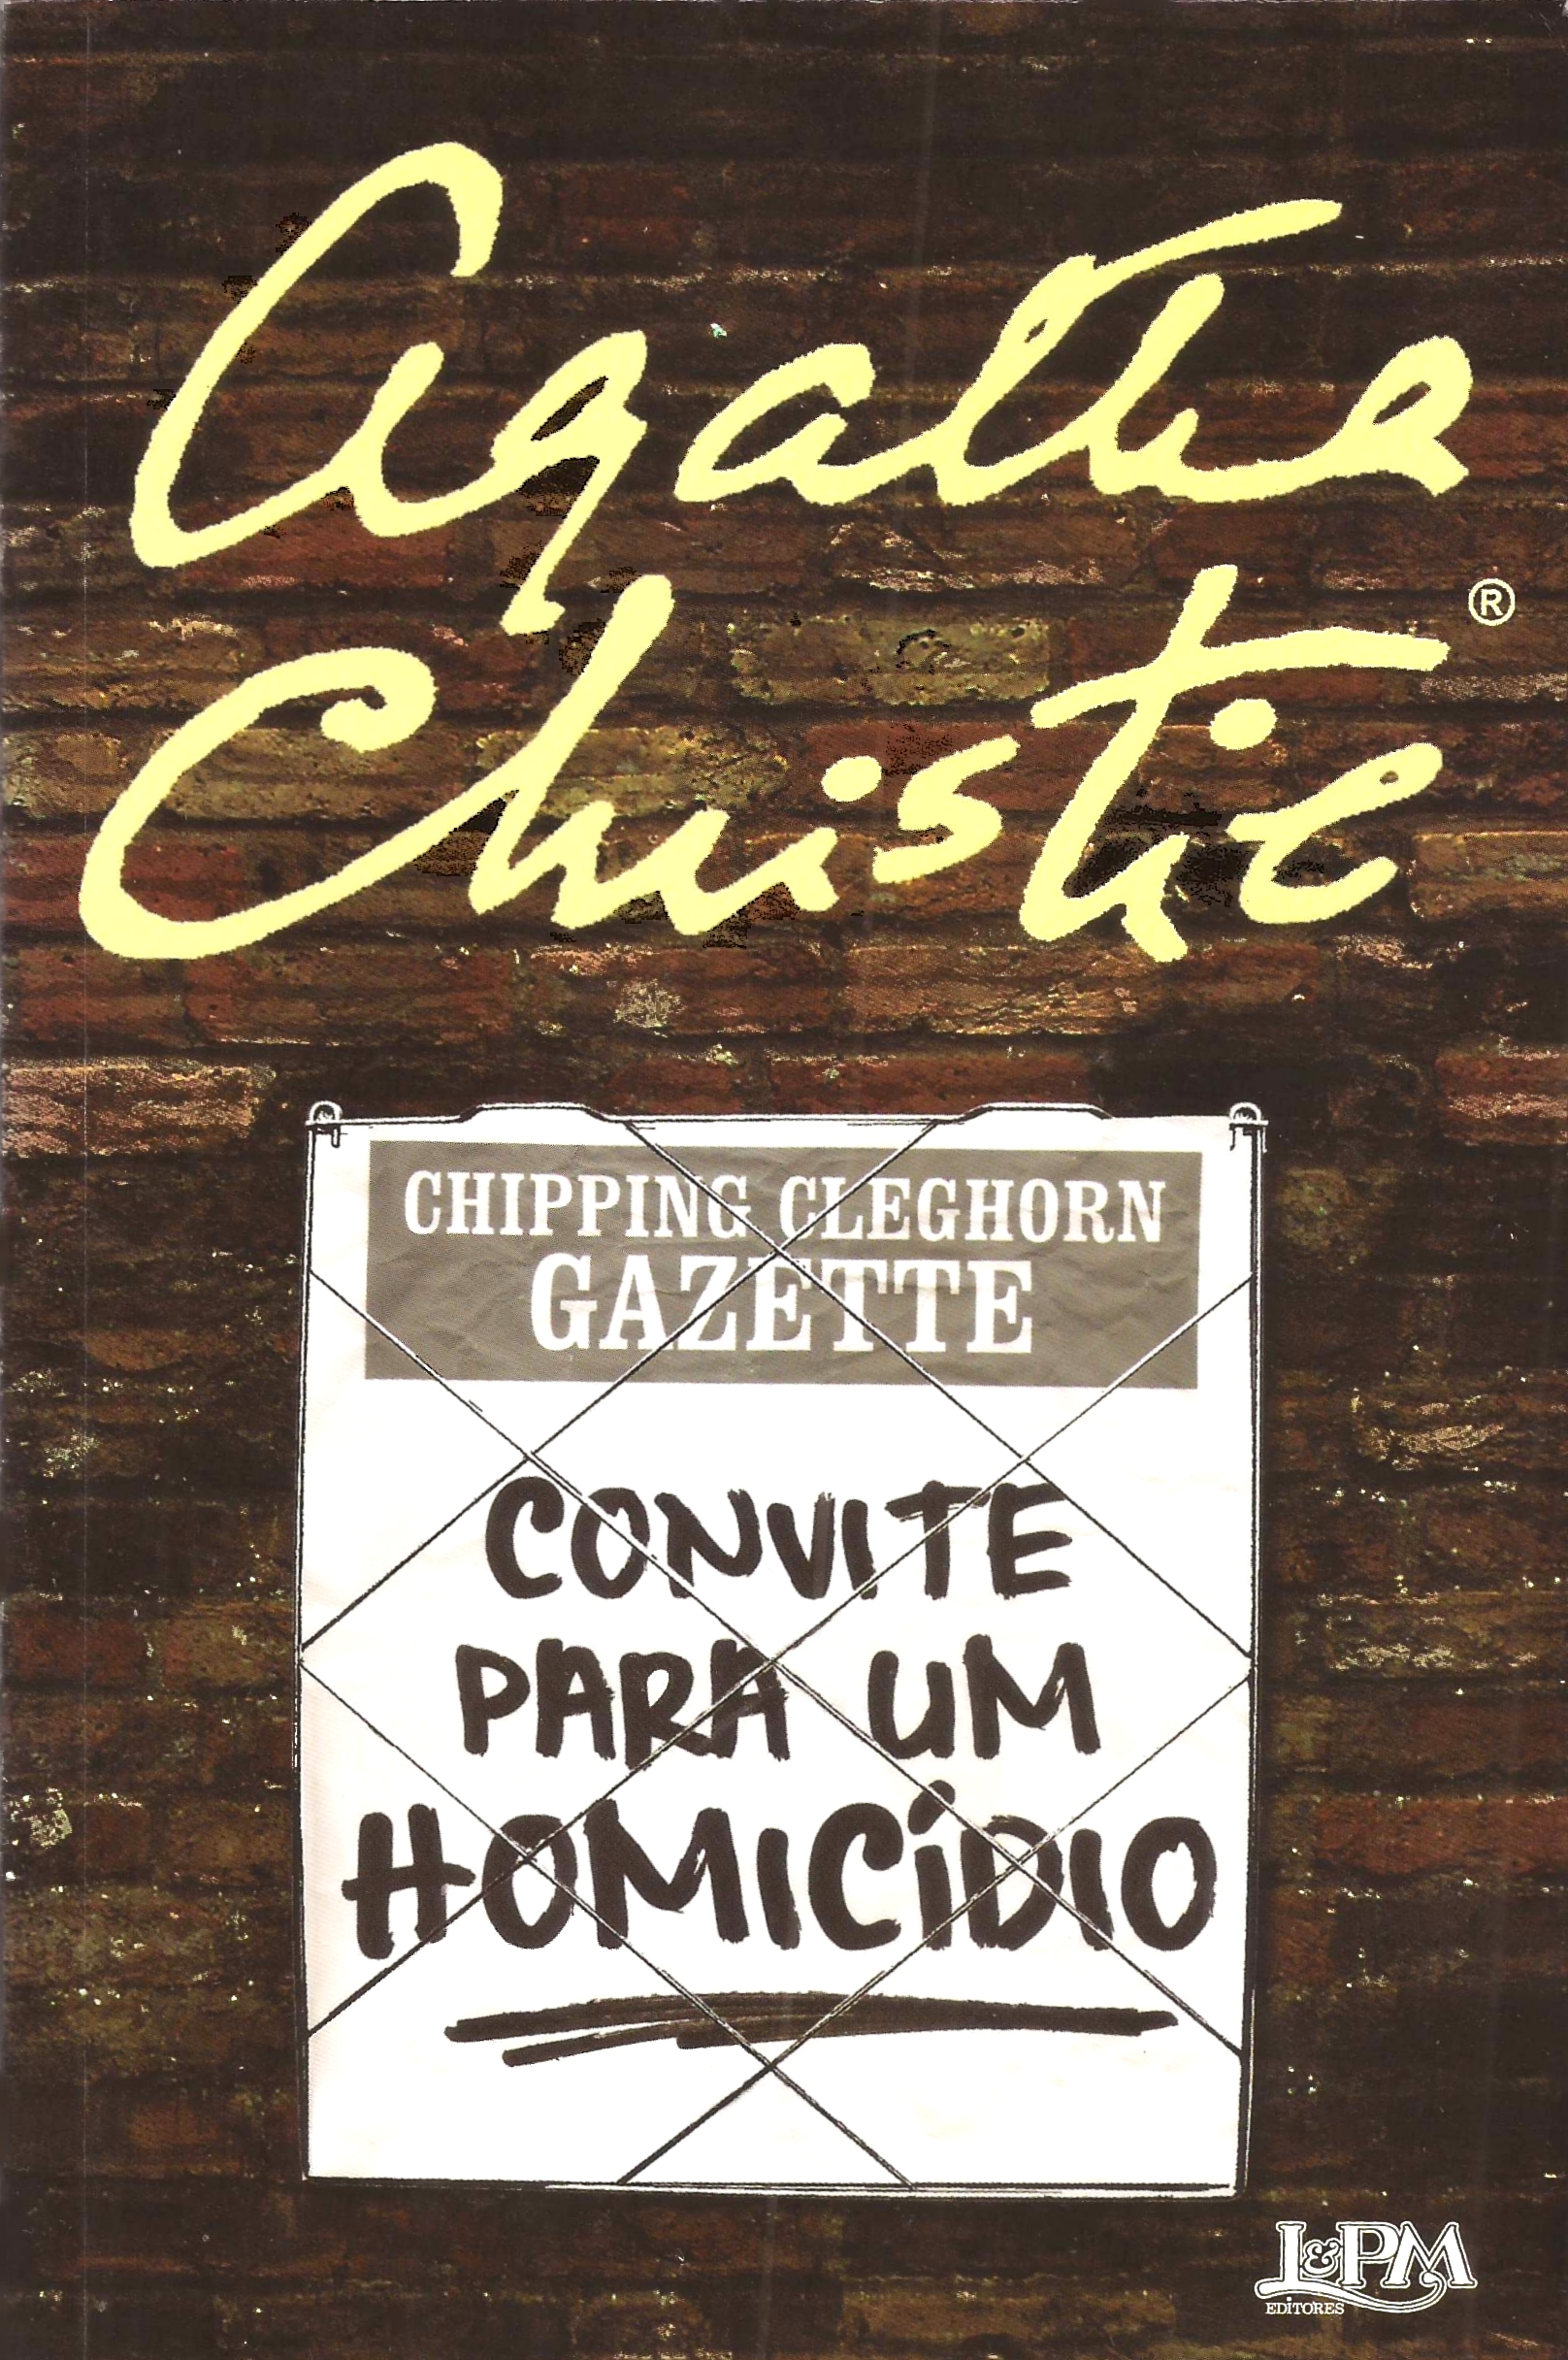 Agatha
Christie®
CHIPPING CLEGHORN
GAZETTE
CONVITE
PARA UM
HOMICÍDIO
L&PM
EDITORES